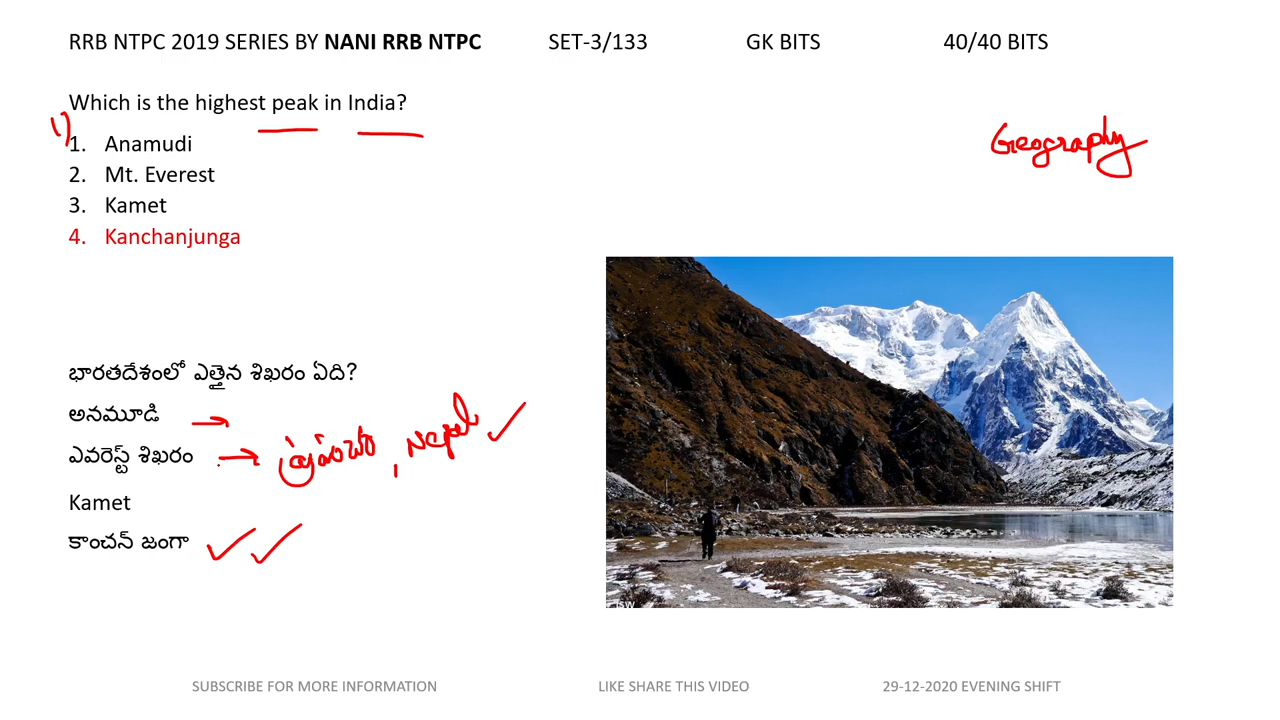 RRB NTPC 2019 SERIES BY NANI RRB NTPC SET-3/133 GK BITS 40/40 BITS
Which is the highest peak in India?
1)
1. Anamudi
2. Mt. Everest
3. Kamet
4. Kanchanjunga
Geography
భారతదేశంలో ఎత్తైన శిఖరం ఏది?
అనమూడి
ఎవరెస్ట్ శిఖరం → ప్రపంచం, Nepal
Kamet
కాంచన్ జంగా
SUBSCRIBE FOR MORE INFORMATION LIKE SHARE THIS VIDEO 29-12-2020 EVENING SHIFT